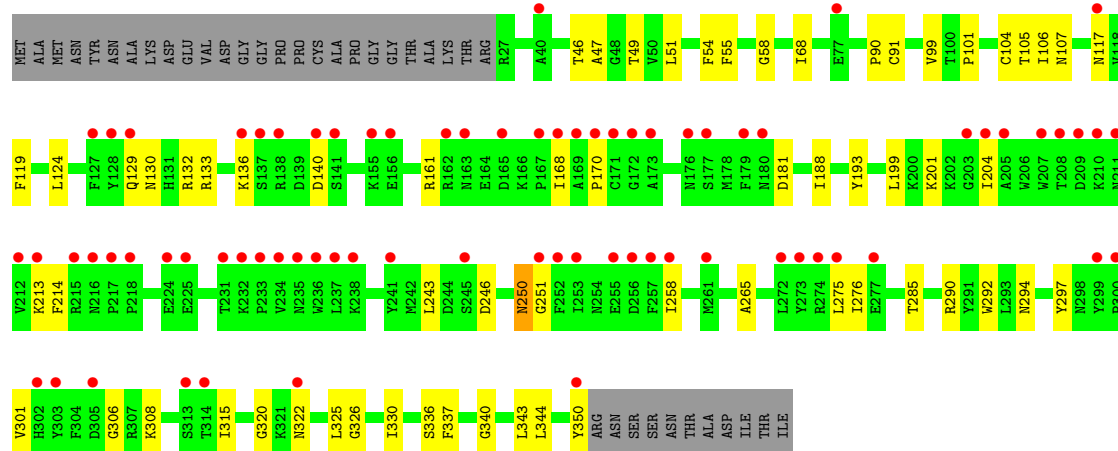 MET ALA MET ASN TYR ASN ALA LYS ASP GLU VAL ASP GLY GLY PRO PRO CYS ALA PRO GLY GLY THR ALA LYS THR ARG R27 A40 T46 A47 G48 T49 V50 L51 F54 F55 G58 I68 E77 P90 C91 V99 T100 P101 C104 T105 I106 N107 N117 V118
F119 L124 F127 Y128 Q129 N130 H131 R132 R133 K136 S137 R138 D139 D140 S141 K155 E156 R161 R162 N163 E164 D165 K166 P167 I168 A169 P170 C171 G172 A173 N176 S177 M178 F179 N180 D181 I188 Y193 L199 K200 K201 K202 G203 I204 A205 W206 W207 T208 D209 K210 N211
V212 K213 F214 R215 N216 P217 P218 E224 E225 T231 K232 P233 V234 N235 W236 L237 K238 Y241 M242 L243 D244 S245 D246 N250 G251 F252 I253 N254 E255 D256 F257 I258 M261 A265 L272 Y273 R274 L275 I276 E277 T285 R290 Y291 W292 L293 N294 Y297 N298 Y299 P300
V301 H302 Y303 F304 D305 G306 R307 K308 S313 T314 I315 G320 K321 N322 L325 G326 I330 S336 F337 G340 L343 L344 Y350 ARG ASN SER SER ASN THR ALA ASP ILE THR ILE